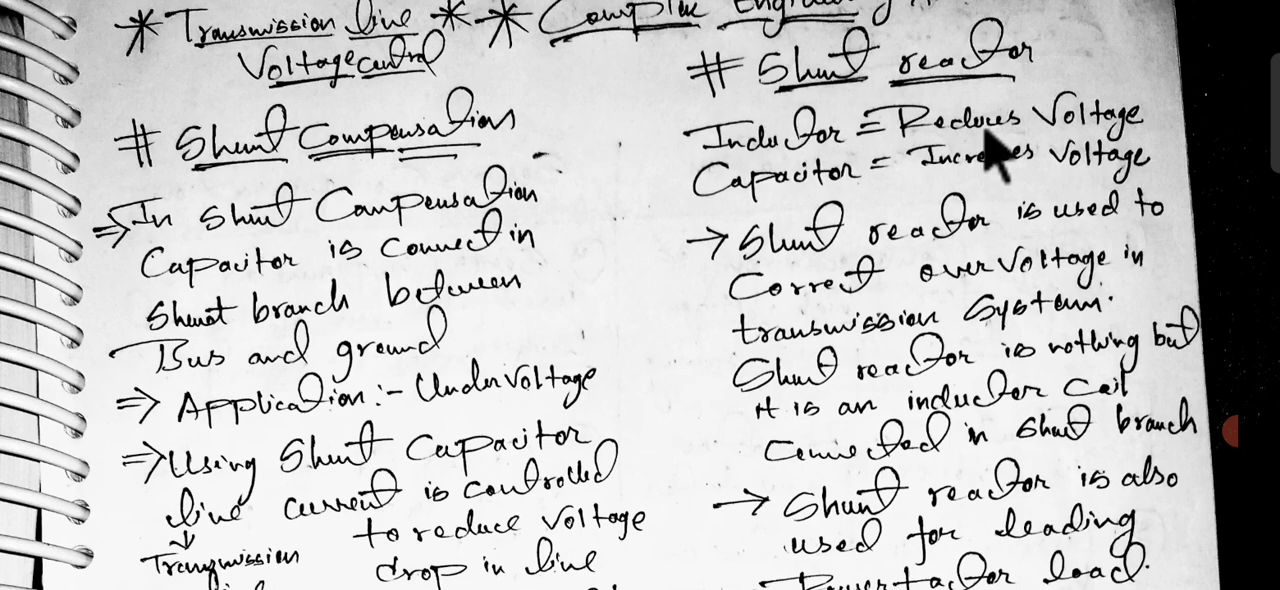 * Transmission line *
Voltage control
# Shunt Compensation
⇒ In Shunt Compensation
Capacitor is connect in
Shunt branch between
Bus and ground
⇒ Application :- Under Voltage
⇒ Using Shunt Capacitor
line current is controlled
to reduce voltage
Transmission
drop in line
* Complex
# Shunt reactor
Inductor = Reduces Voltage
Capacitor = Increases Voltage
→ Shunt reactor is used to
Correct over Voltage in
transmission System.
Shunt reactor is nothing but
it is an inductor Coil
Connected in Shunt branch
→ Shunt reactor is also
used for leading
Power factor load.